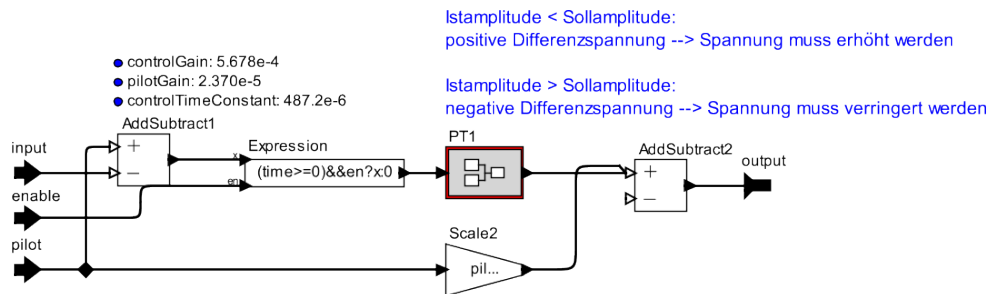 Istamplitude < Sollamplitude:
positive Differenzspannung --> Spannung muss erhöht werden
controlGain: 5.678e-4
pilotGain: 2.370e-5
controlTimeConstant: 487.2e-6
Istamplitude > Sollamplitude:
negative Differenzspannung --> Spannung muss verringert werden
AddSubtract1
input
+
−
Expression
x
(time>=0)&&en?x:0
en
PT1
AddSubtract2
+
−
output
enable
pilot
Scale2
pil...